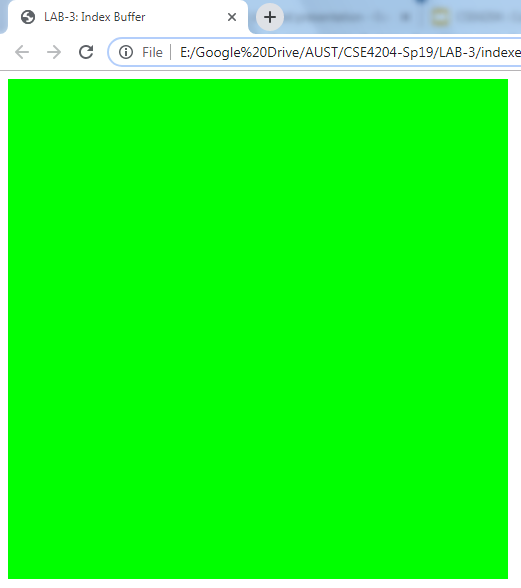 LAB-3: Index Buffer
File
E:/Google%20Drive/AUST/CSE4204-Sp19/LAB-3/indexe